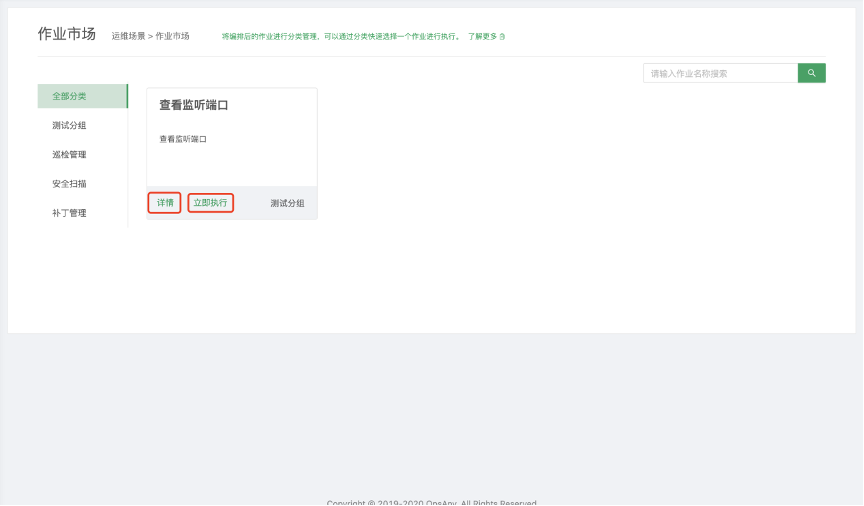 作业市场 运维场景 > 作业市场 将编排后的作业进行分类管理，可以通过分类快速选择一个作业进行执行。 了解更多
请输入作业名称搜索
全部分类
测试分组
巡检管理
安全扫描
补丁管理
查看监听端口
查看监听端口
详情 立即执行 测试分组
Copyright © 2019-2020 OpsAny. All Rights Reserved.